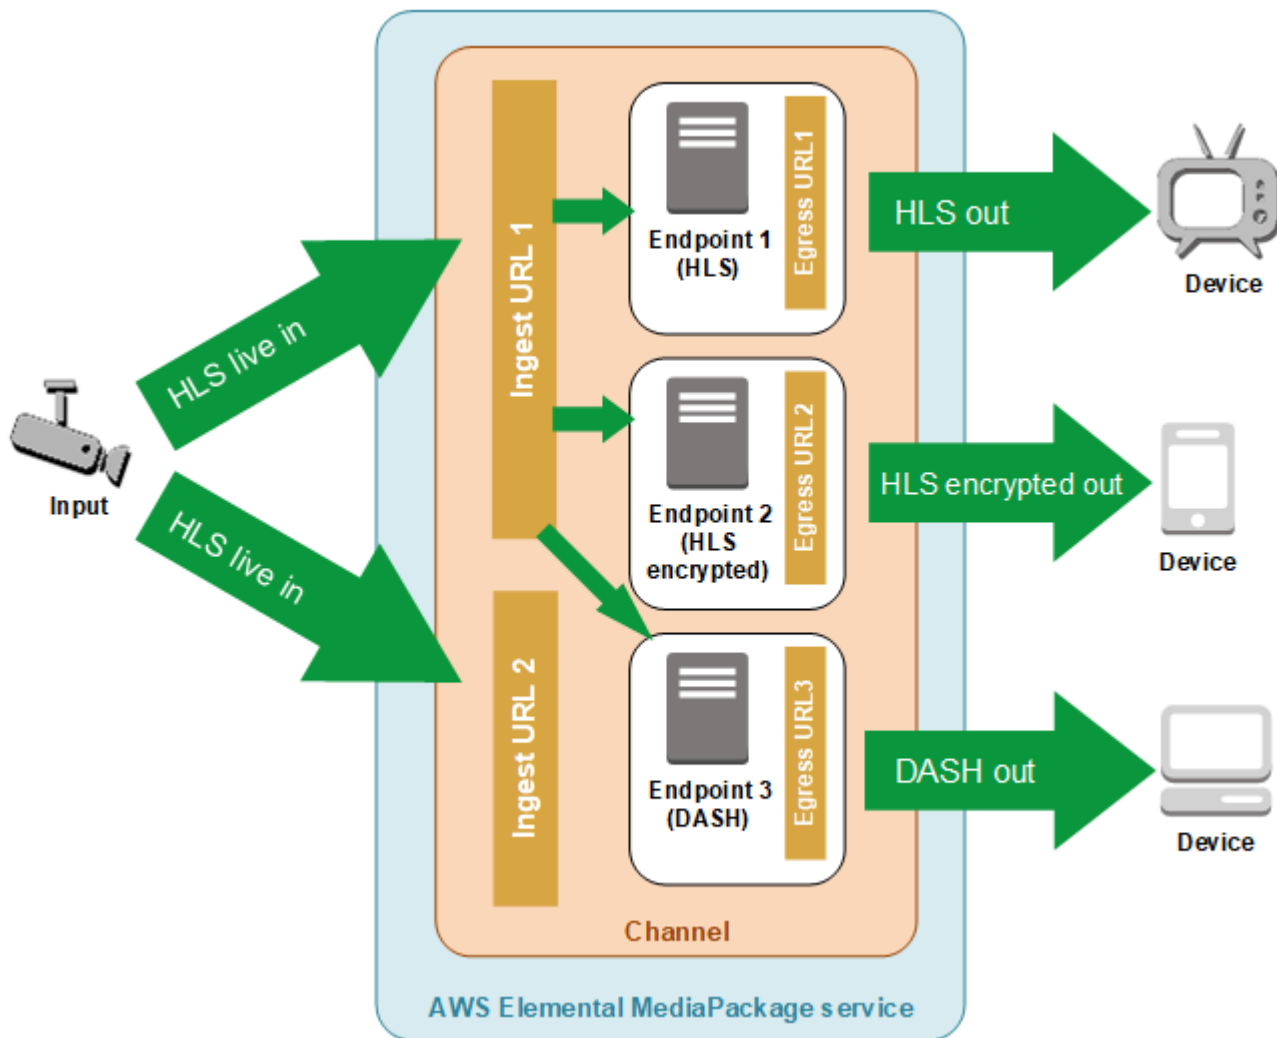 HLS live in
HLS live in
Input
Ingest URL 1
Ingest URL 2
Endpoint 1
(HLS)
Egress URL1
Endpoint 2
(HLS
encrypted)
Egress URL2
Endpoint 3
(DASH)
Egress URL3
HLS out
Device
HLS encrypted out
Device
DASH out
Device
Channel
AWS Elemental MediaPackage service